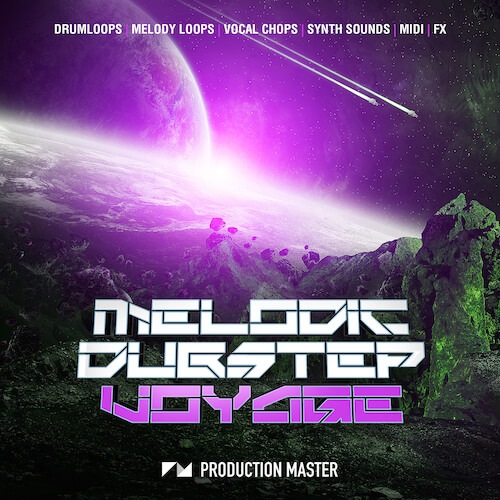 DRUMLOOPS | MELODY LOOPS | VOCAL CHOPS | SYNTH SOUNDS | MIDI | FX
MELODIC
DUBSTEP
VOYAGE
PRODUCTION MASTER